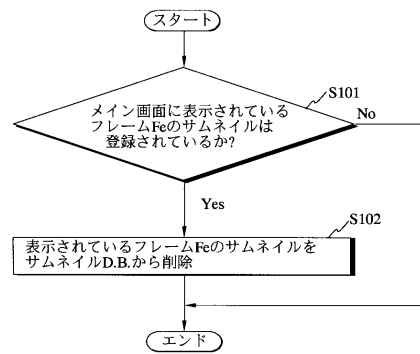 スタート
S101
メイン画面に表示されている
フレームFeのサムネイルは
登録されているか?
No
Yes
S102
表示されているフレームFeのサムネイルを
サムネイルD.B.から削除
エンド